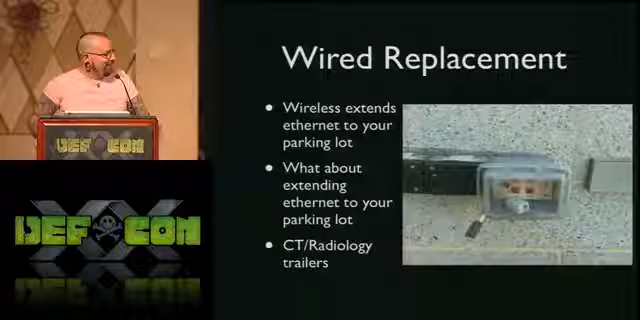 Wired Replacement
• Wireless extends
ethernet to your
parking lot
• What about
extending
ethernet to your
parking lot
• CT/Radiology
trailers
DEF CON
XX
DEF CON